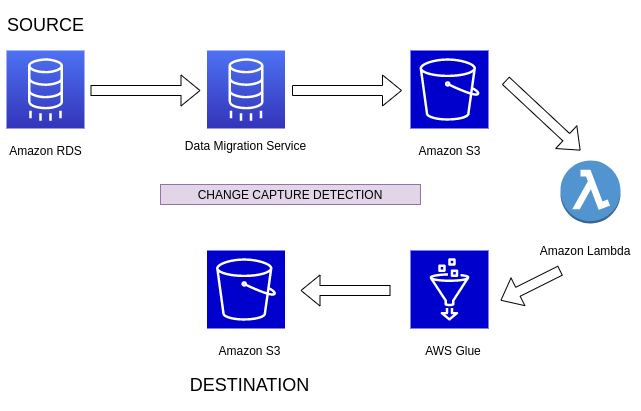 SOURCE
Amazon RDS
Data Migration Service
Amazon S3
CHANGE CAPTURE DETECTION
Amazon Lambda
Amazon S3
AWS Glue
DESTINATION